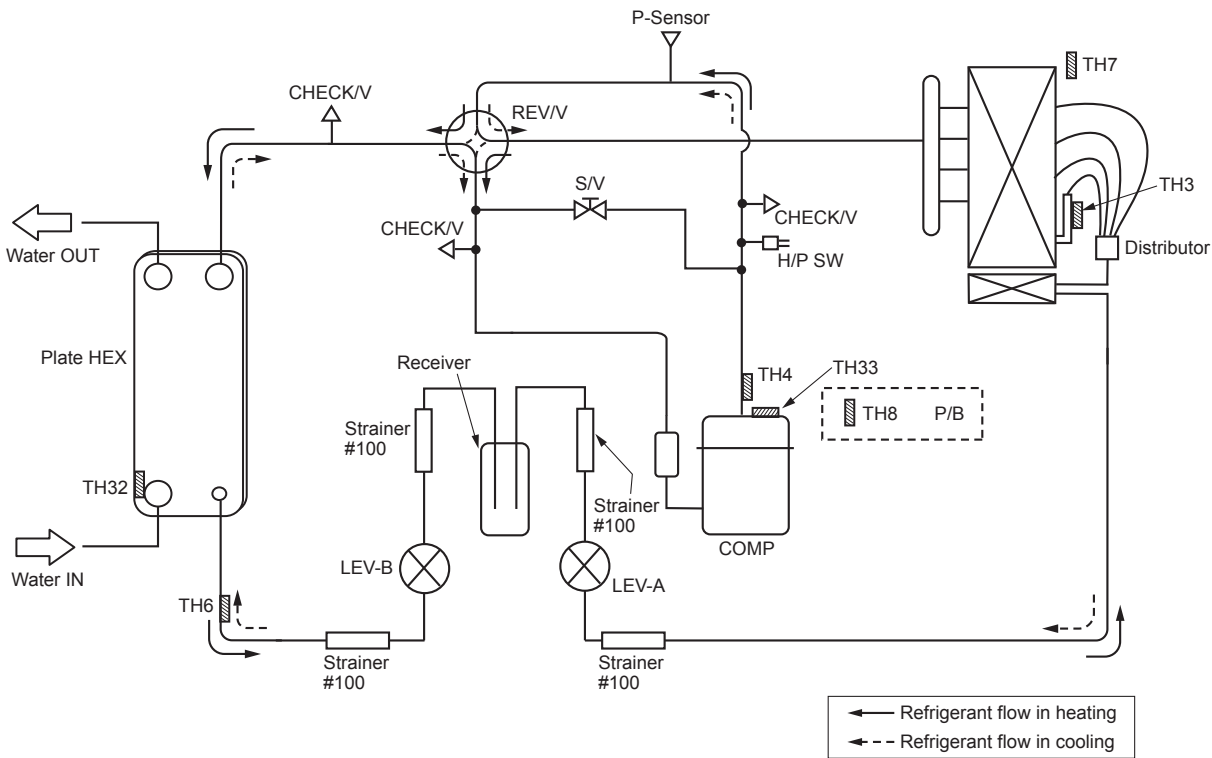 P-Sensor
TH7
CHECK/V
REV/V
TH3
S/V
CHECK/V
CHECK/V
Water OUT
H/P SW
Distributor
Plate HEX
Receiver
TH4
TH33
TH8 P/B
Strainer
#100
TH32
Strainer
#100
COMP
Water IN
LEV-B
LEV-A
TH6
Strainer
#100
Strainer
#100
Refrigerant flow in heating
Refrigerant flow in cooling